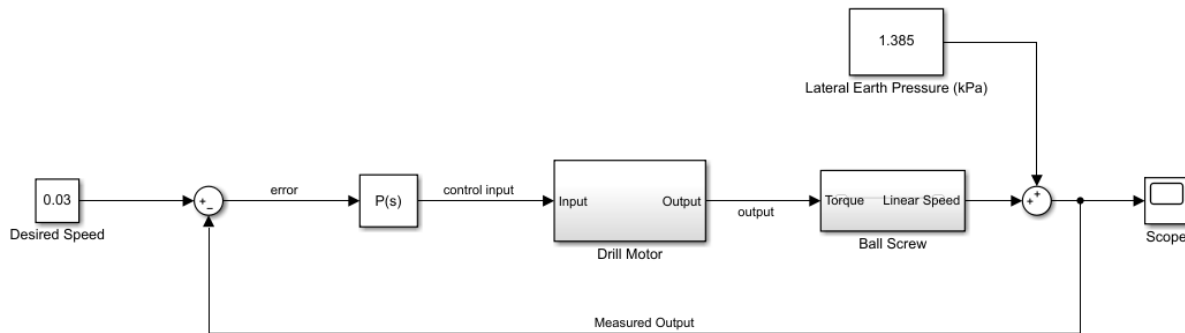 1.385
Lateral Earth Pressure (kPa)
+
+
0.03
Desired Speed
+
−
error
P(s)
control input
Input
Output
Drill Motor
output
Torque
Linear Speed
Ball Screw
Scope
Measured Output